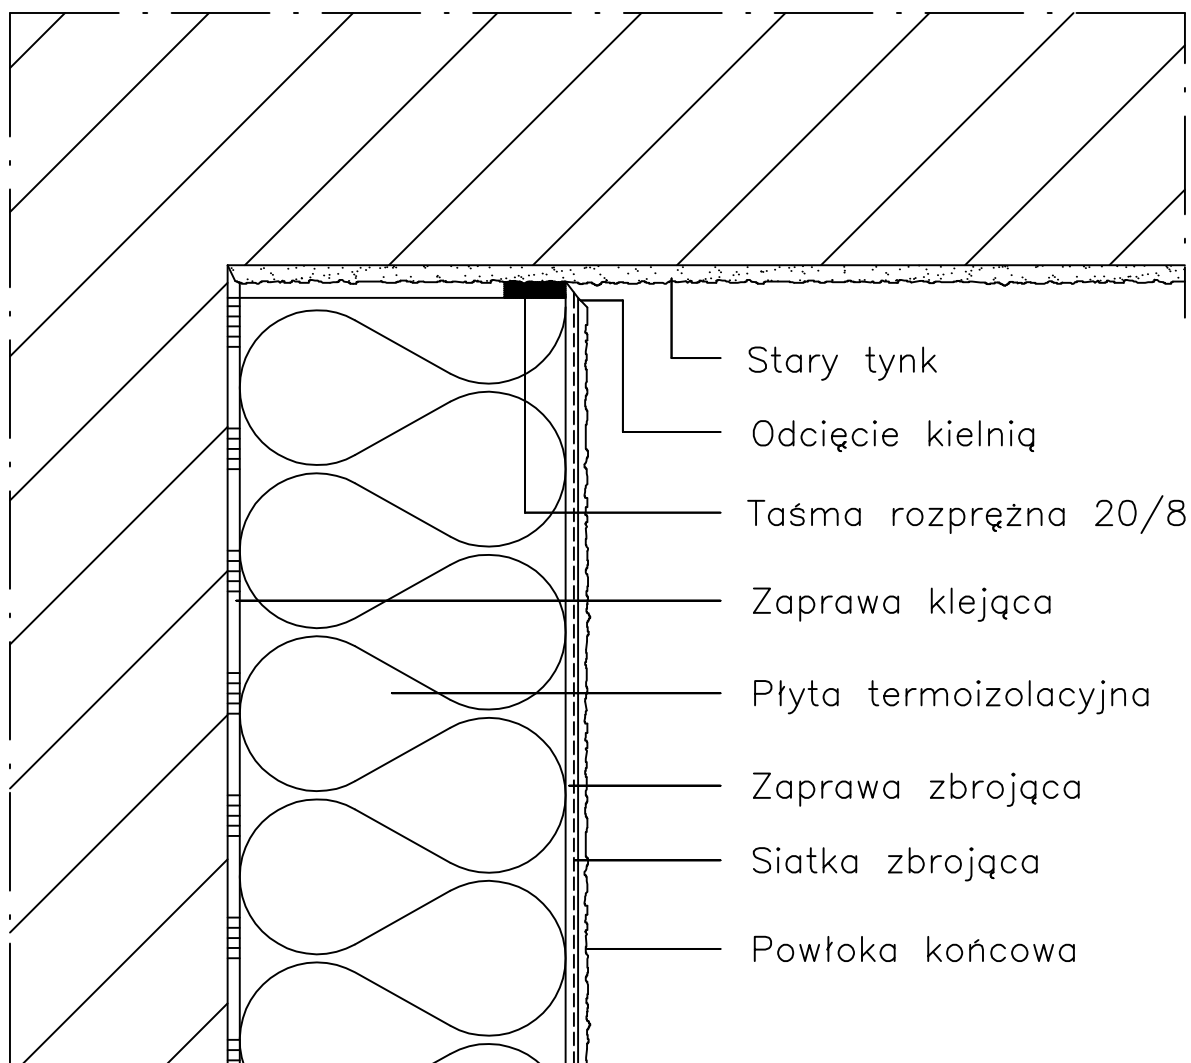 Stary tynk
Odcięcie kielnią
Taśma rozprężna 20/8
Zaprawa klejąca
Płyta termoizolacyjna
Zaprawa zbrojąca
Siatka zbrojąca
Powłoka końcowa